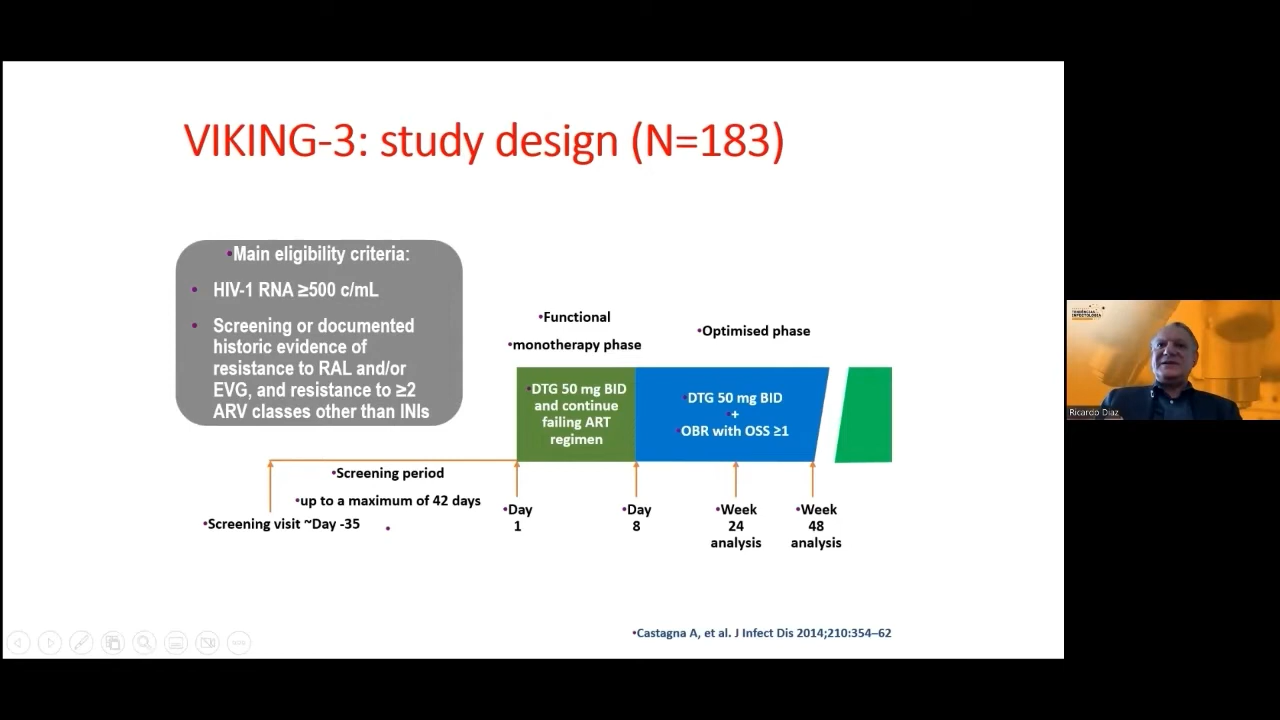 VIKING-3: study design (N=183)
•Main eligibility criteria:
• HIV-1 RNA ≥500 c/mL
• Screening or documented
historic evidence of
resistance to RAL and/or
EVG, and resistance to ≥2
ARV classes other than INIs
•Functional
•monotherapy phase
•Optimised phase
•DTG 50 mg BID
and continue
failing ART
regimen
•DTG 50 mg BID
•+
•OBR with OSS ≥1
•Screening period
•up to a maximum of 42 days
•Screening visit ~Day -35
•Day
1
•Day
8
•Week
24
analysis
•Week
48
analysis
•Castagna A, et al. J Infect Dis 2014;210:354–62
TENDÊNCIAS
INFECTOLOGIA
Ricardo Diaz